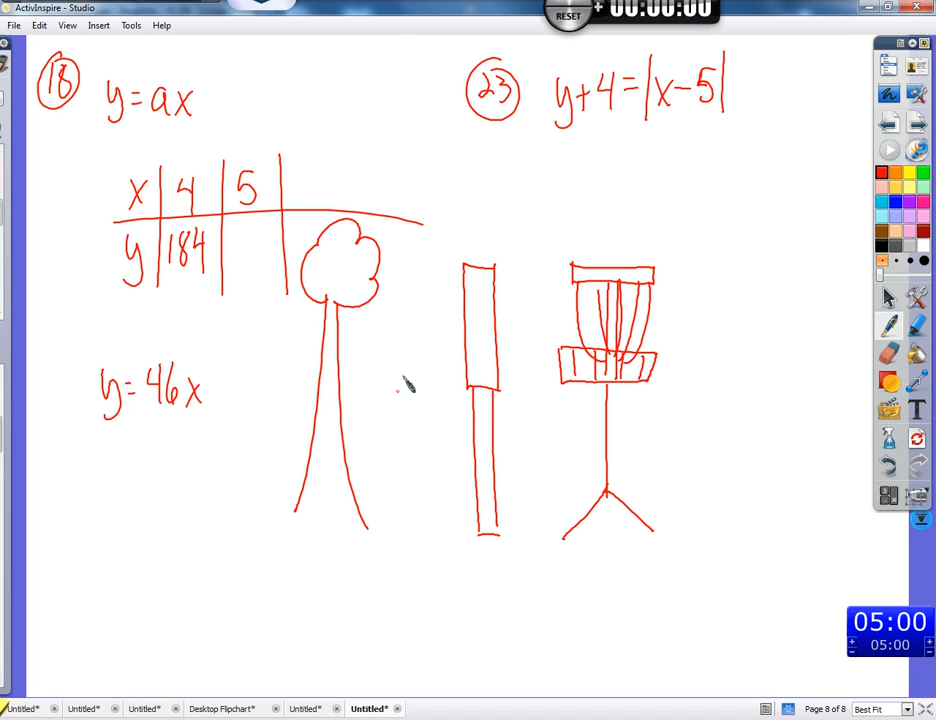 ActivInspire - Studio
RESET
00:00:00
File Edit View Insert Tools Help
18
y=ax
23
y+4=|x-5|
x 4 5
y 184
y=46x
T
05:00
05:00
Untitled* Untitled* Untitled* Desktop Flipchart* Untitled* Untitled*
Page 8 of 8
Best Fit